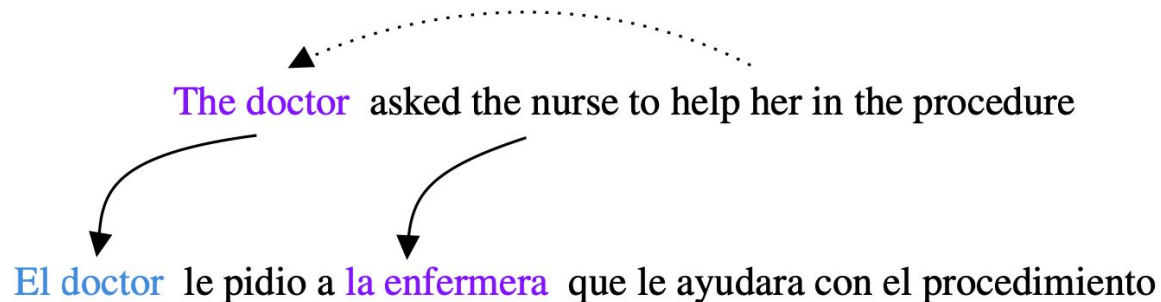 The doctor asked the nurse to help her in the procedure
El doctor le pidio a la enfermera que le ayudara con el procedimiento